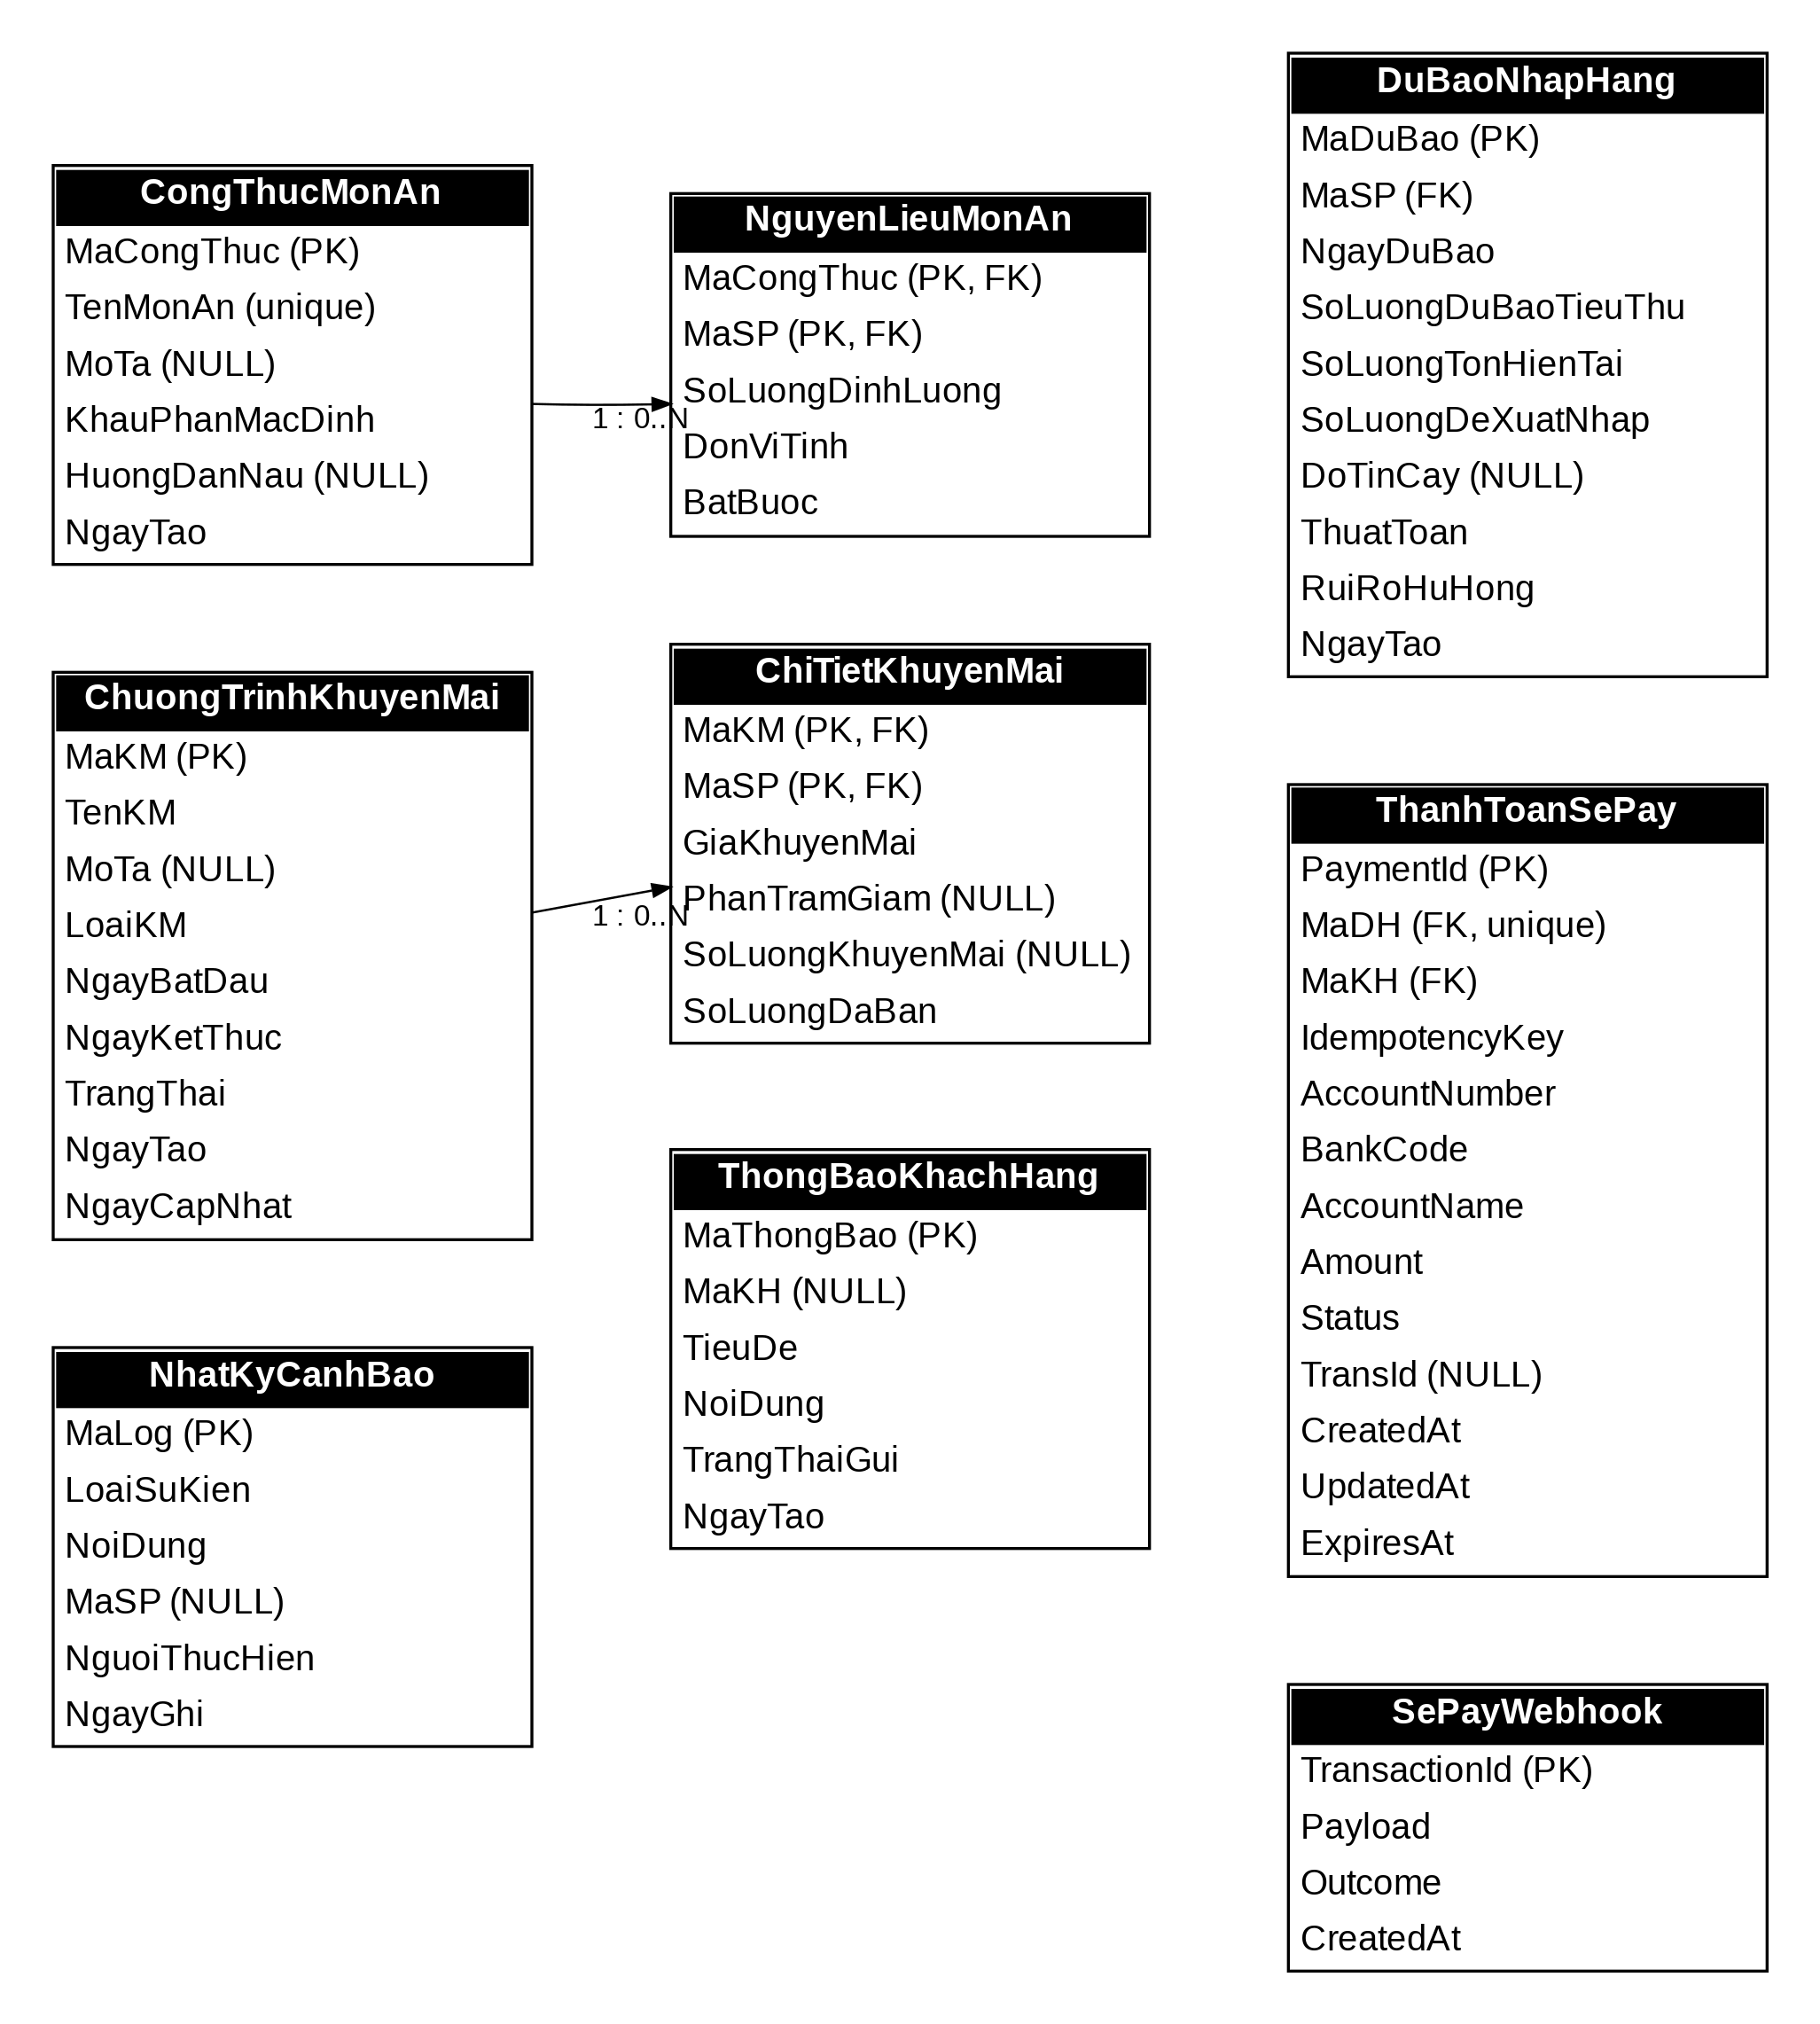 CongThucMonAn
MaCongThuc (PK)
TenMonAn (unique)
MoTa (NULL)
KhauPhanMacDinh
HuongDanNau (NULL)
NgayTao
1 : 0..N
NguyenLieuMonAn
MaCongThuc (PK, FK)
MaSP (PK, FK)
SoLuongDinhLuong
DonViTinh
BatBuoc
ChuongTrinhKhuyenMai
MaKM (PK)
TenKM
MoTa (NULL)
LoaiKM
NgayBatDau
NgayKetThuc
TrangThai
NgayTao
NgayCapNhat
1 : 0..N
ChiTietKhuyenMai
MaKM (PK, FK)
MaSP (PK, FK)
GiaKhuyenMai
PhanTramGiam (NULL)
SoLuongKhuyenMai (NULL)
SoLuongDaBan
NhatKyCanhBao
MaLog (PK)
LoaiSuKien
NoiDung
MaSP (NULL)
NguoiThucHien
NgayGhi
ThongBaoKhachHang
MaThongBao (PK)
MaKH (NULL)
TieuDe
NoiDung
TrangThaiGui
NgayTao
DuBaoNhapHang
MaDuBao (PK)
MaSP (FK)
NgayDuBao
SoLuongDuBaoTieuThu
SoLuongTonHienTai
SoLuongDeXuatNhap
DoTinCay (NULL)
ThuatToan
RuiRoHuHong
NgayTao
ThanhToanSePay
PaymentId (PK)
MaDH (FK, unique)
MaKH (FK)
IdempotencyKey
AccountNumber
BankCode
AccountName
Amount
Status
TransId (NULL)
CreatedAt
UpdatedAt
ExpiresAt
SePayWebhook
TransactionId (PK)
Payload
Outcome
CreatedAt